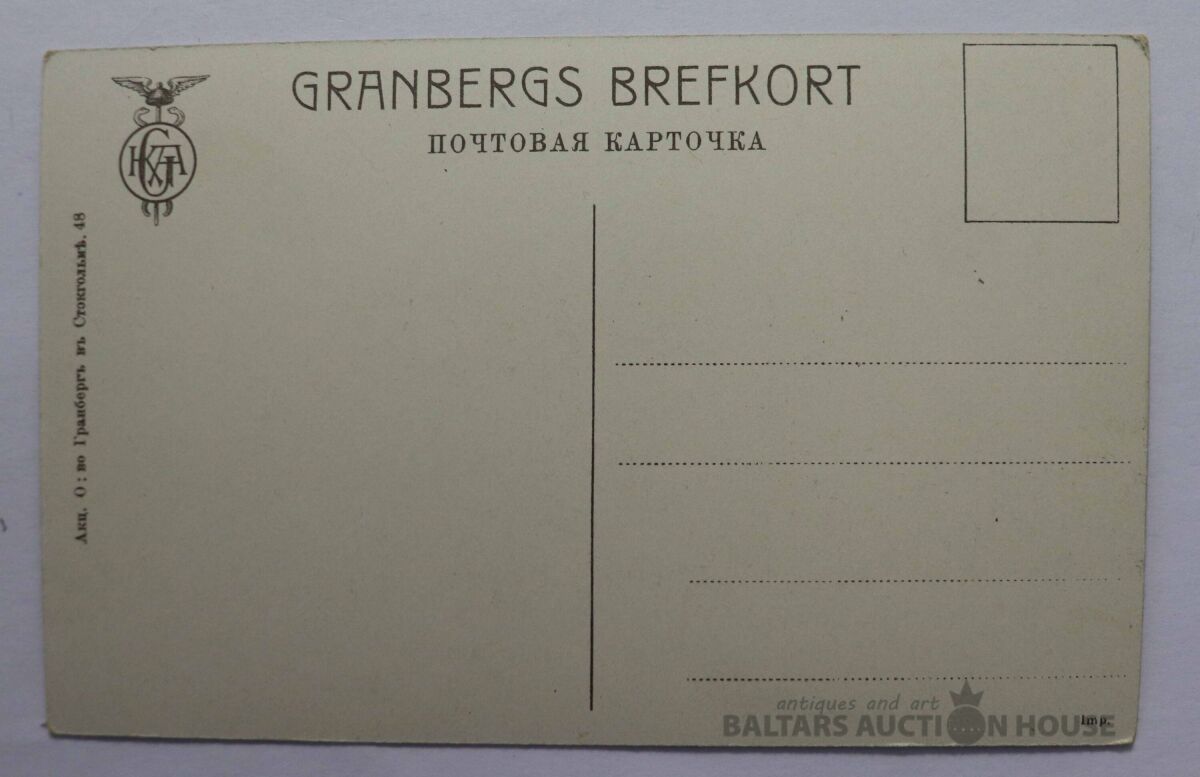 GRANBERGS BREFKORT
ПОЧТОВАЯ КАРТОЧКА
Акц. О: во Гранбергъ въ Стокгольмѣ. 48
antiques and art
BALTARS AUCTION HOUSE
Imp.